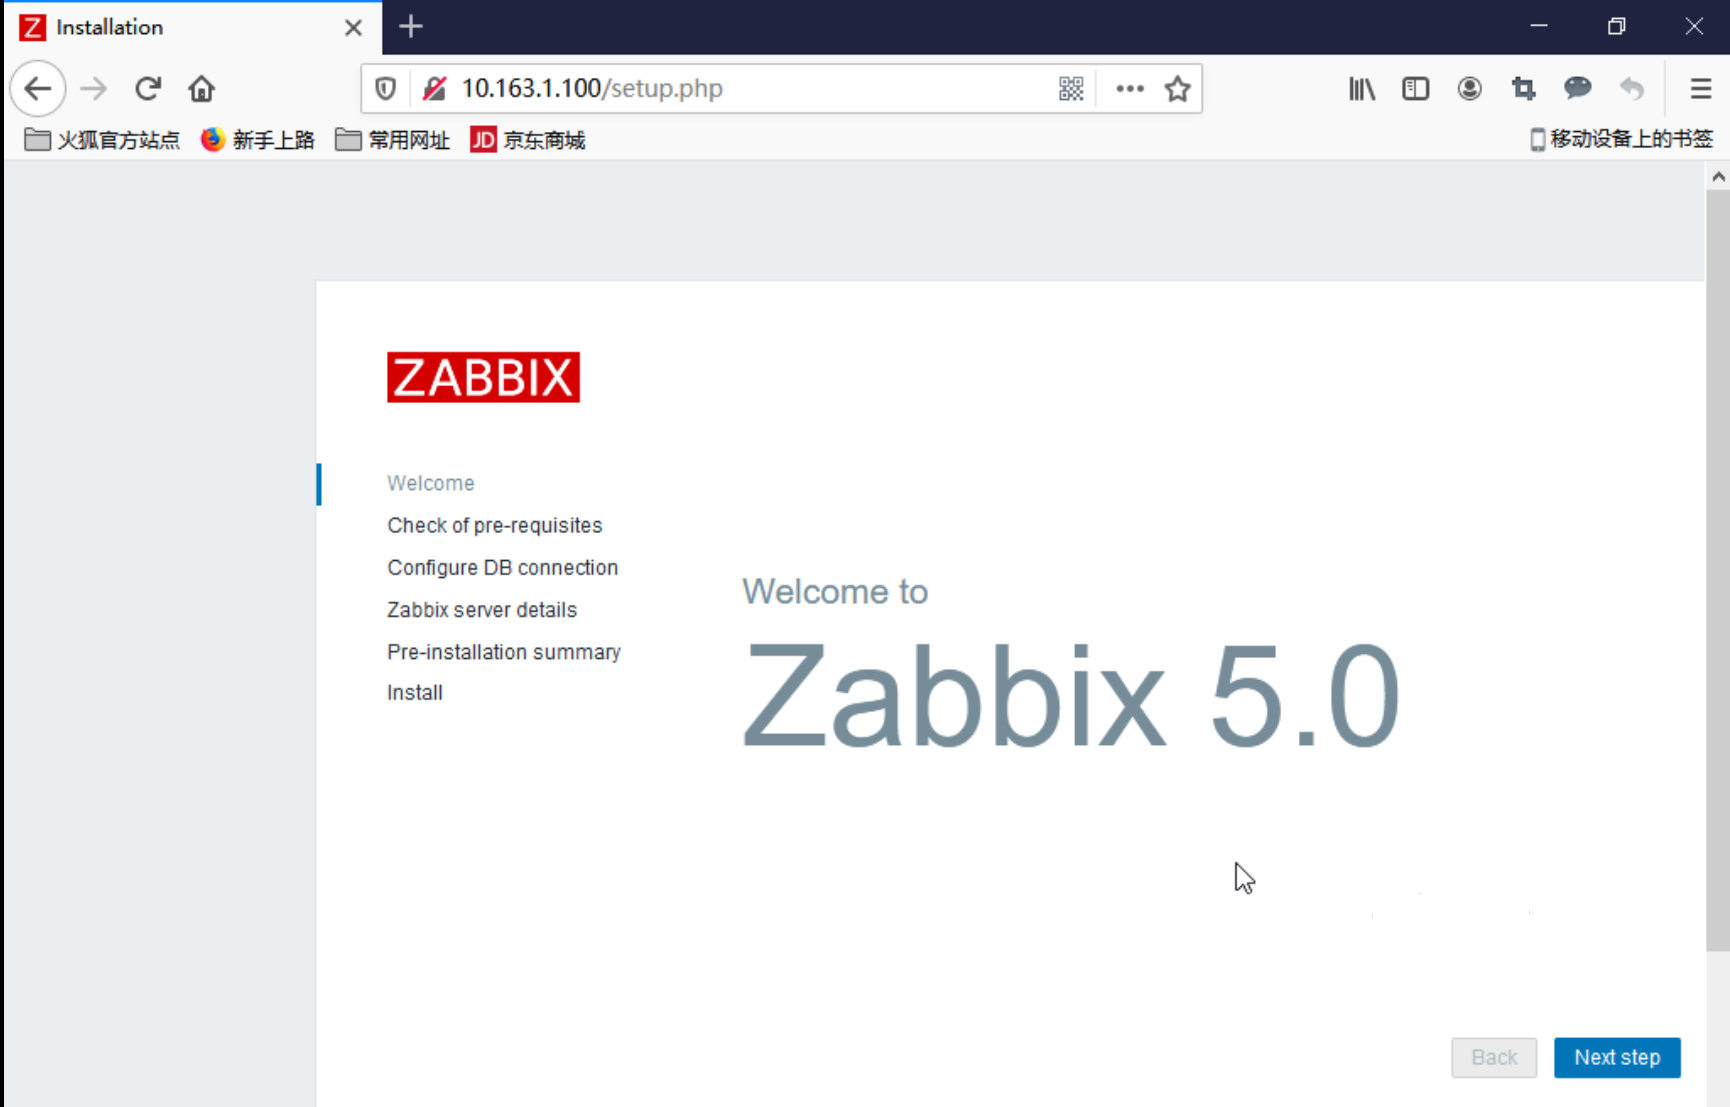 Installation
10.163.1.100/setup.php
火狐官方站点 新手上路 常用网址 JD 京东商城 移动设备上的书签
ZABBIX
Welcome
Check of pre-requisites
Configure DB connection
Zabbix server details
Pre-installation summary
Install
Welcome to
Zabbix 5.0
Back Next step